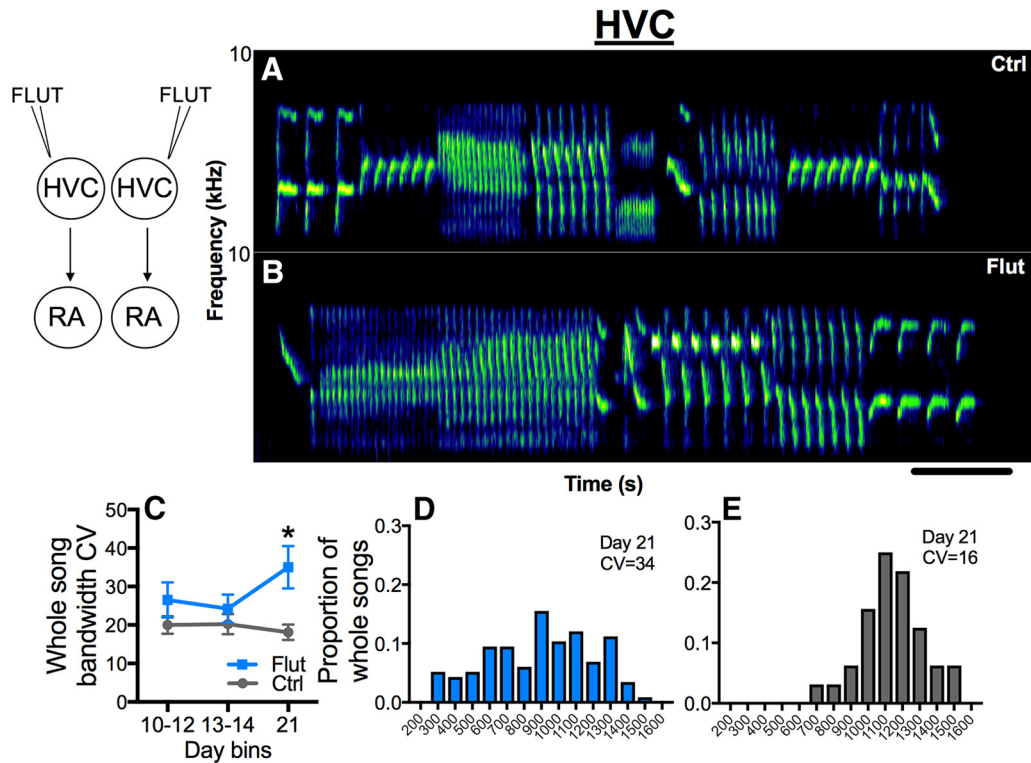 HVC
FLUT FLUT
HVC HVC
RA RA
10
A
Ctrl
Frequency (kHz)
10
B
Flut
Time (s)
C
Whole song
bandwidth CV
50
40
30
20
10
0
*
Flut
Ctrl
10-12 13-14 21
Day bins
D
Proportion of
whole songs
0.3
0.2
0.1
0.0
Day 21
CV=34
200 300 400 500 600 700 800 900 1000 1100 1200 1300 1400 1500 1600
E
0.3
0.2
0.1
0.0
Day 21
CV=16
200 300 400 500 600 700 800 900 1000 1100 1200 1300 1400 1500 1600